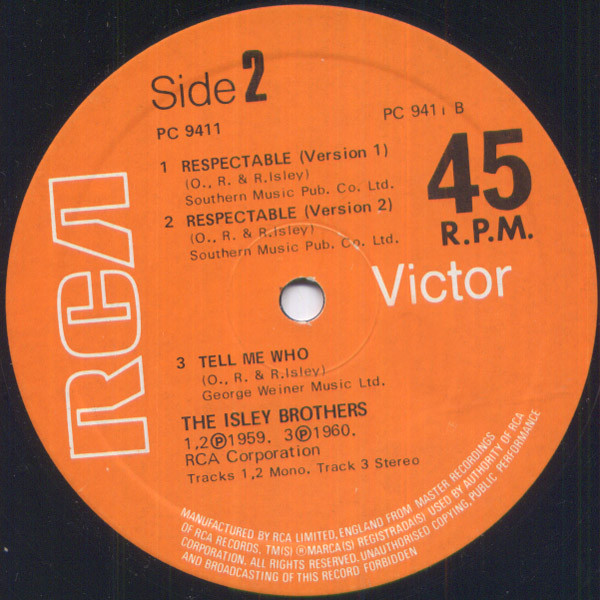 Side 2
PC 9411
PC 9411 B
1 RESPECTABLE (Version 1)
(O., R. & R.Isley)
Southern Music Pub. Co. Ltd.
2 RESPECTABLE (Version 2)
(O., R. & R.Isley)
Southern Music Pub. Co. Ltd.
45
R.P.M.
RCA
Victor
3 TELL ME WHO
(O., R. & R.Isley)
George Weiner Music Ltd.
THE ISLEY BROTHERS
1,2Ⓟ1959. 3Ⓟ1960.
RCA Corporation
Tracks 1,2 Mono, Track 3 Stereo
MANUFACTURED BY RCA LIMITED, ENGLAND FROM MASTER RECORDINGS
OF RCA RECORDS, TM(S) ® MARCA(S) REGISTRADA(S) USED BY AUTHORITY OF RCA
CORPORATION. ALL RIGHTS RESERVED. UNAUTHORISED COPYING, PUBLIC PERFORMANCE
AND BROADCASTING OF THIS RECORD FORBIDDEN